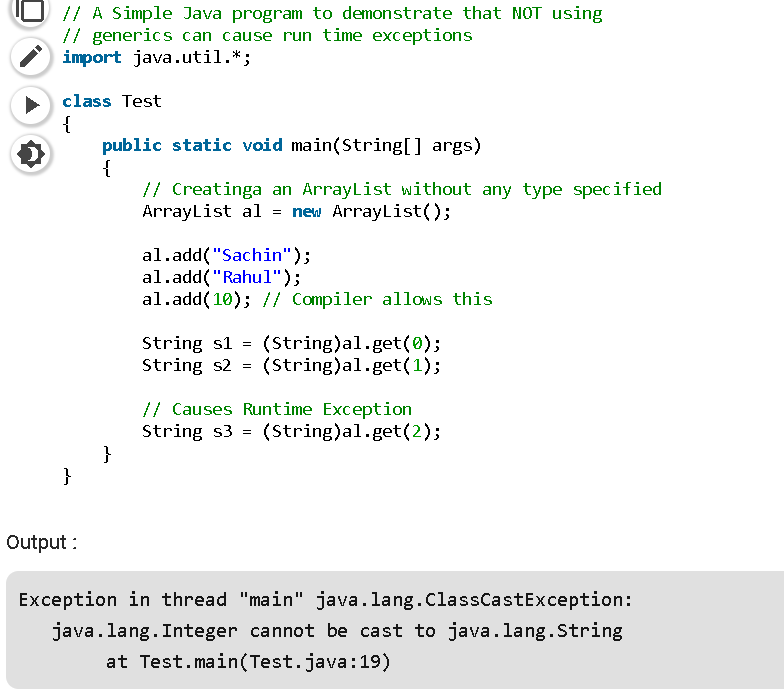 // A Simple Java program to demonstrate that NOT using
// generics can cause run time exceptions
import java.util.*;
class Test
{
public static void main(String[] args)
{
// Creatinga an ArrayList without any type specified
ArrayList al = new ArrayList();
al.add("Sachin");
al.add("Rahul");
al.add(10); // Compiler allows this
String s1 = (String)al.get(0);
String s2 = (String)al.get(1);
// Causes Runtime Exception
String s3 = (String)al.get(2);
}
}
Output :
Exception in thread "main" java.lang.ClassCastException:
java.lang.Integer cannot be cast to java.lang.String
at Test.main(Test.java:19)